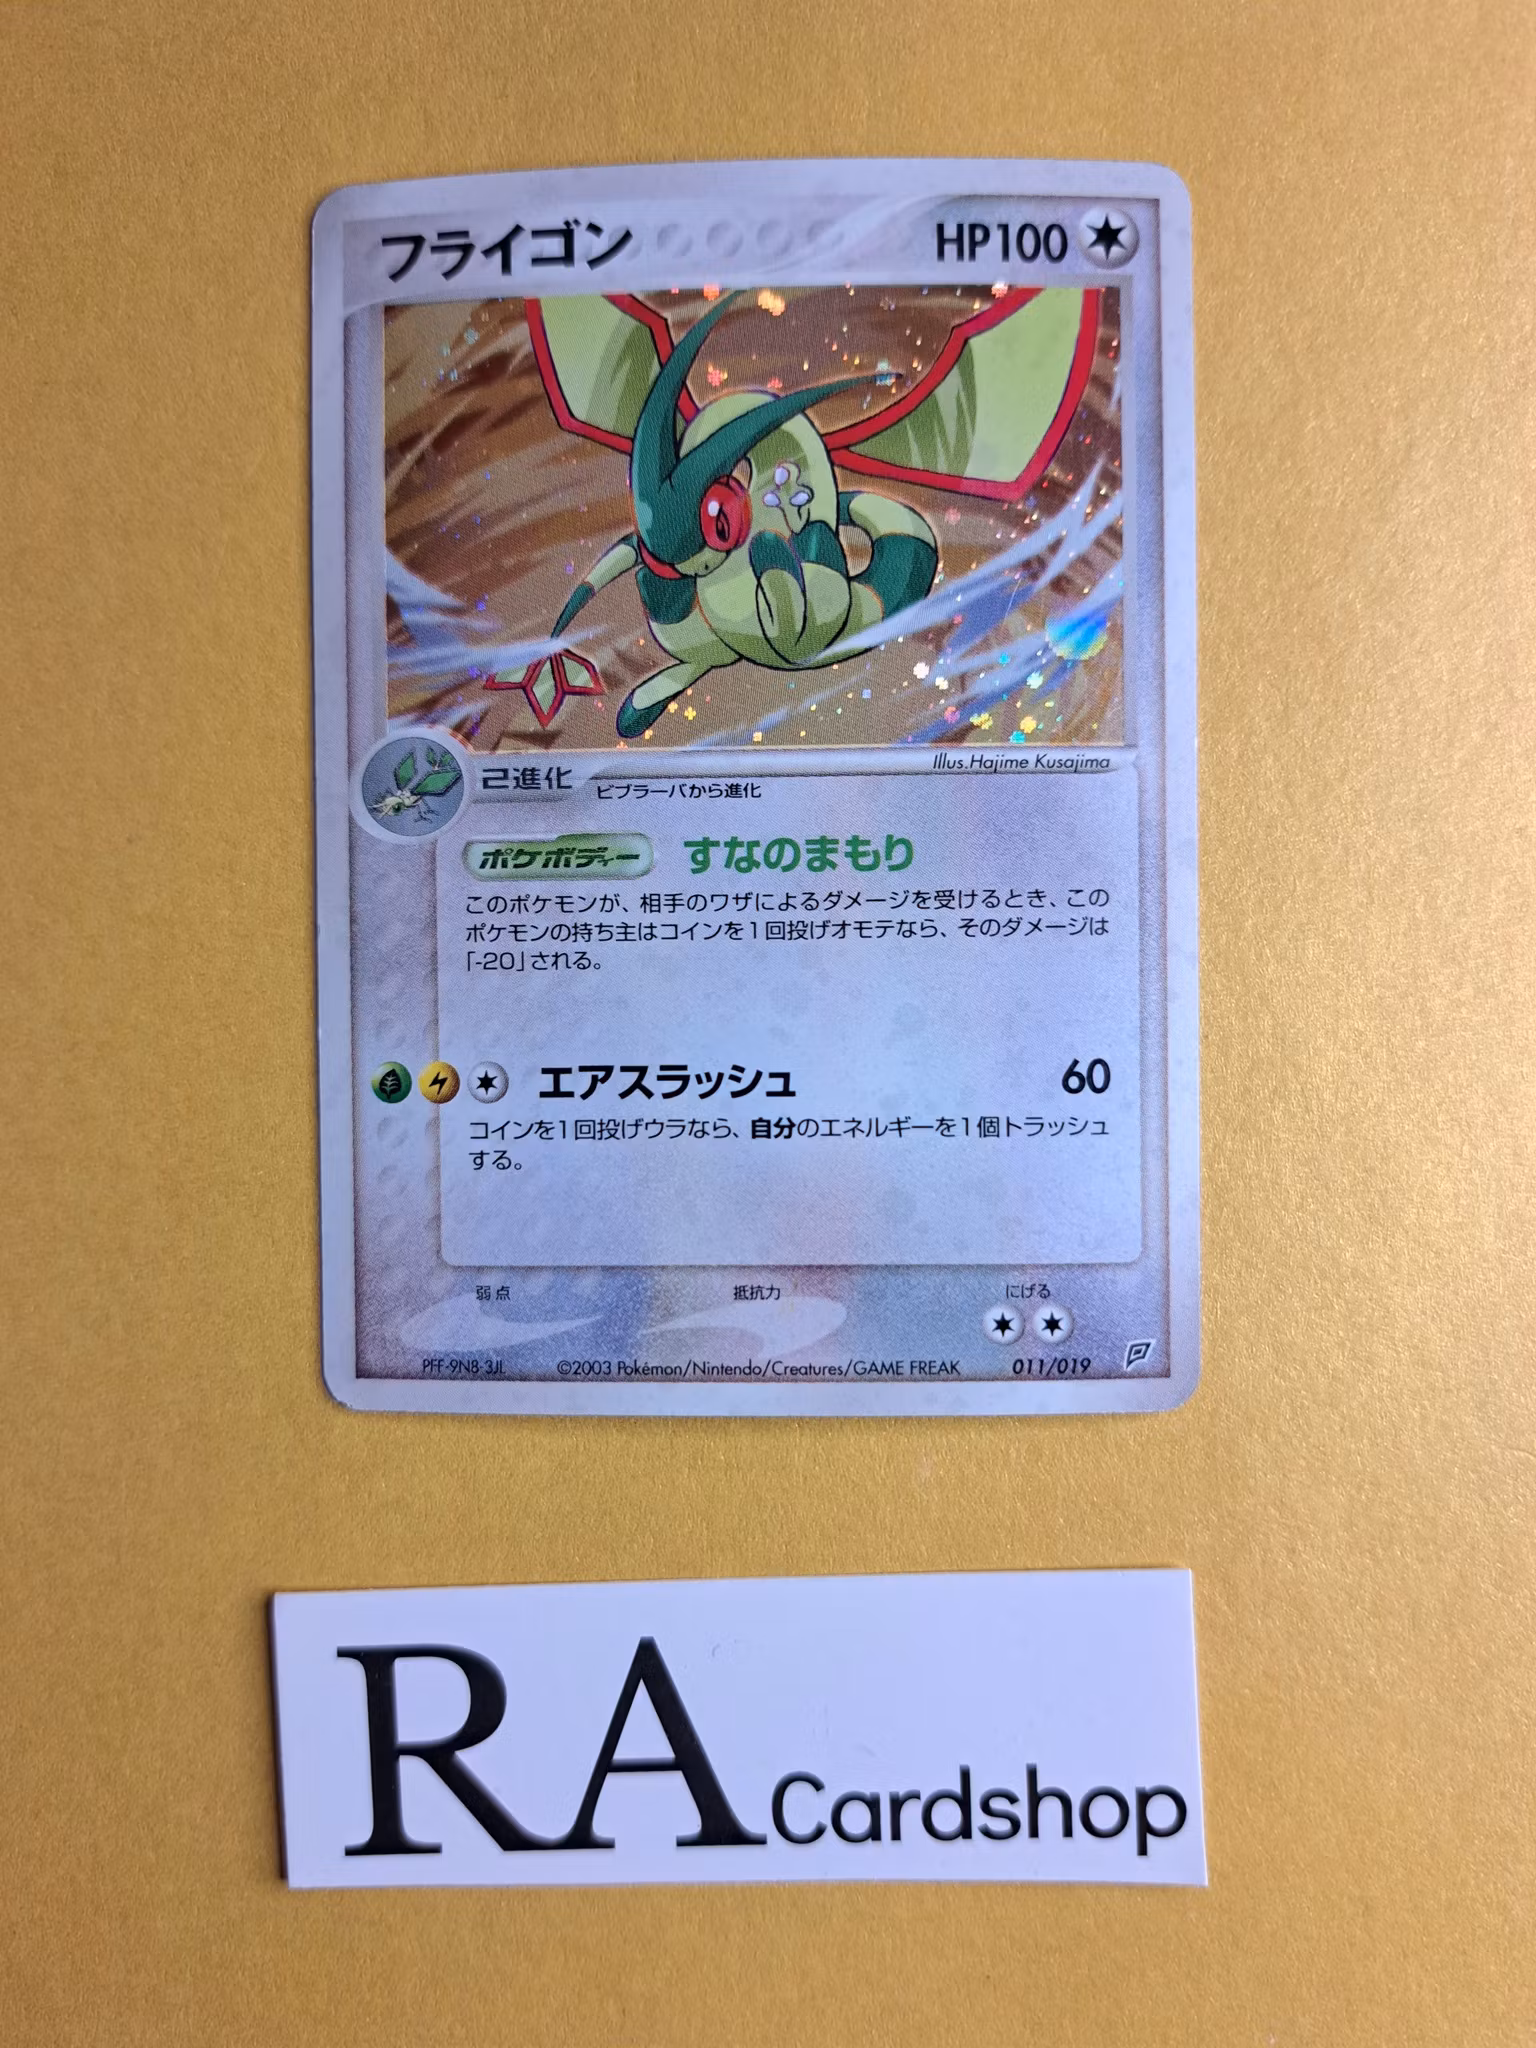 フライゴン HP100
Illus.Hajime Kusajima
2進化 ビブラーバから進化
ポケボディー すなのまもり
このポケモンが、相手のワザによるダメージを受けるとき、この
ポケモンの持ち主はコインを1回投げオモテなら、そのダメージは
「-20」される。
エアスラッシュ 60
コインを1回投げウラなら、自分のエネルギーを1個トラッシュ
する。
弱点 抵抗力 にげる
PFF-9N8-3JL ©2003 Pokémon/Nintendo/Creatures/GAME FREAK 011/019
RA Cardshop